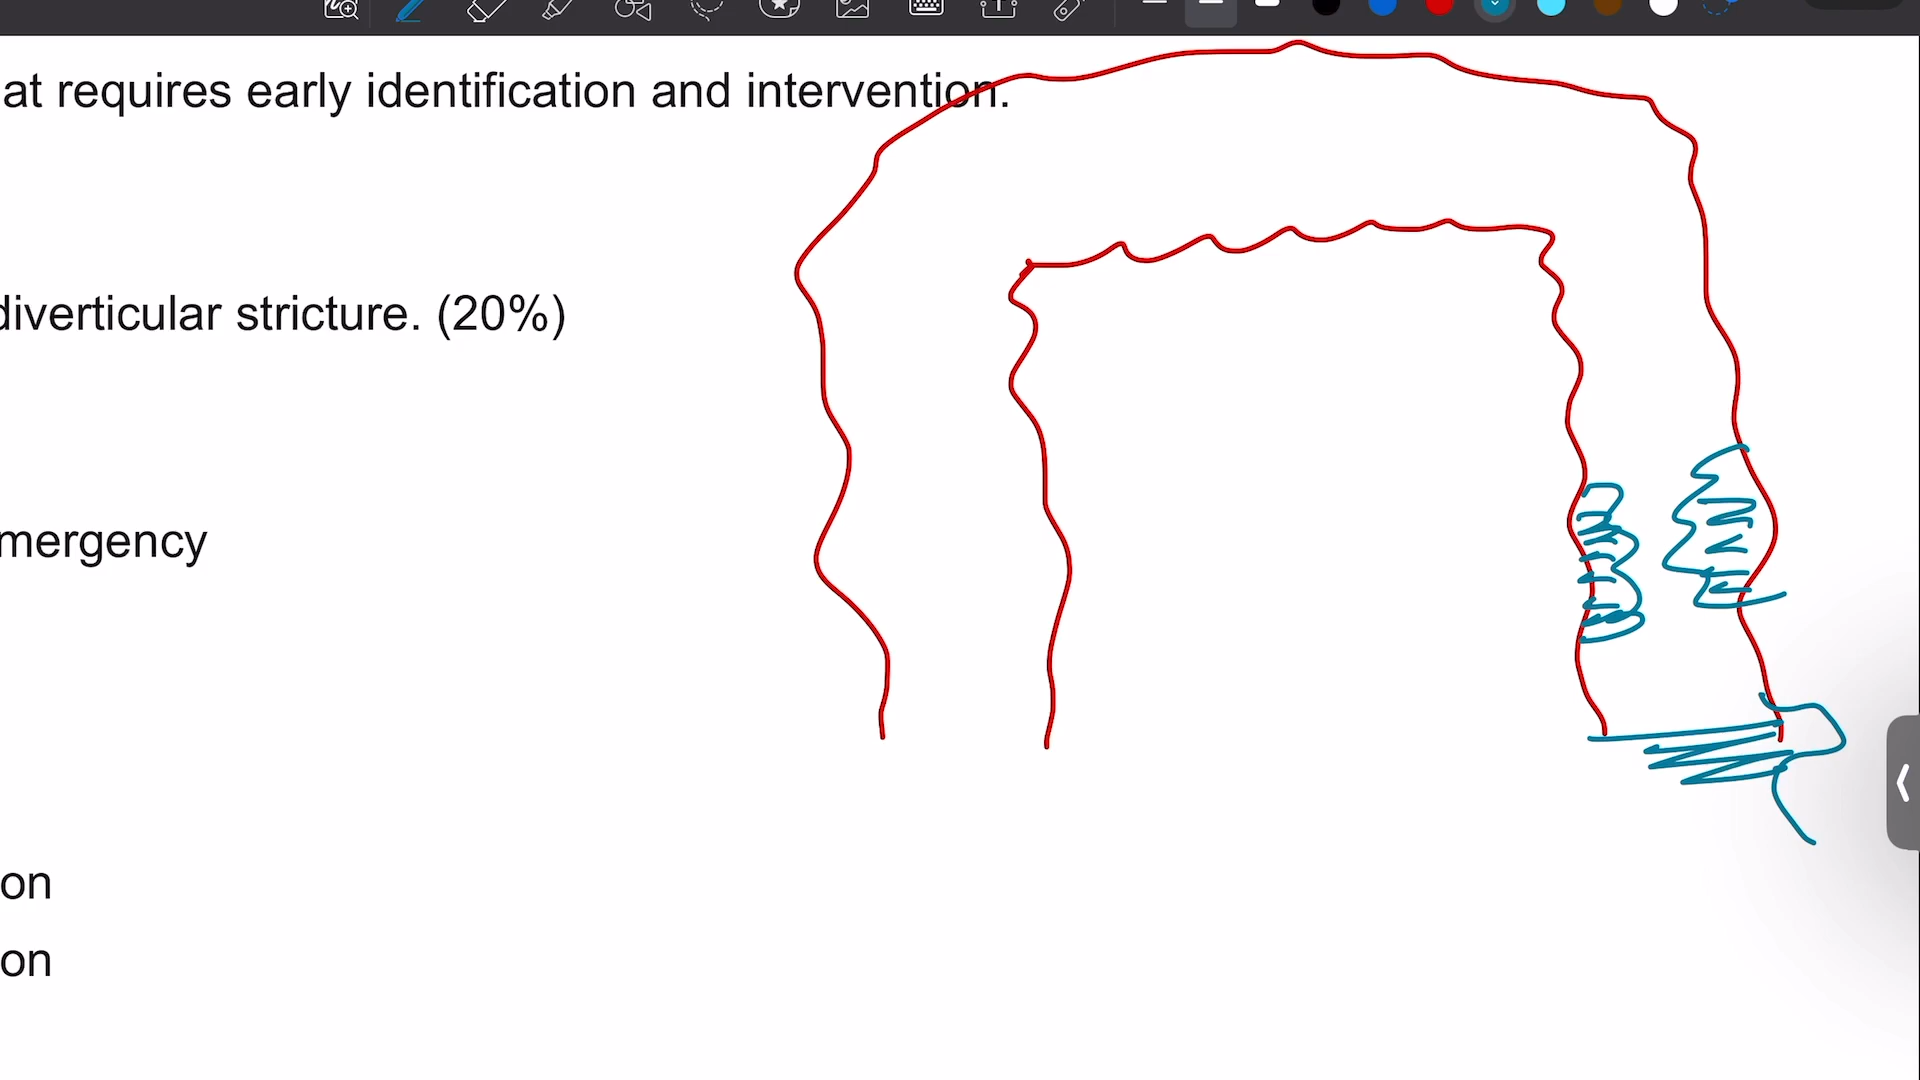 at requires early identification and intervention.
diverticular stricture. (20%)
mergency
on
on